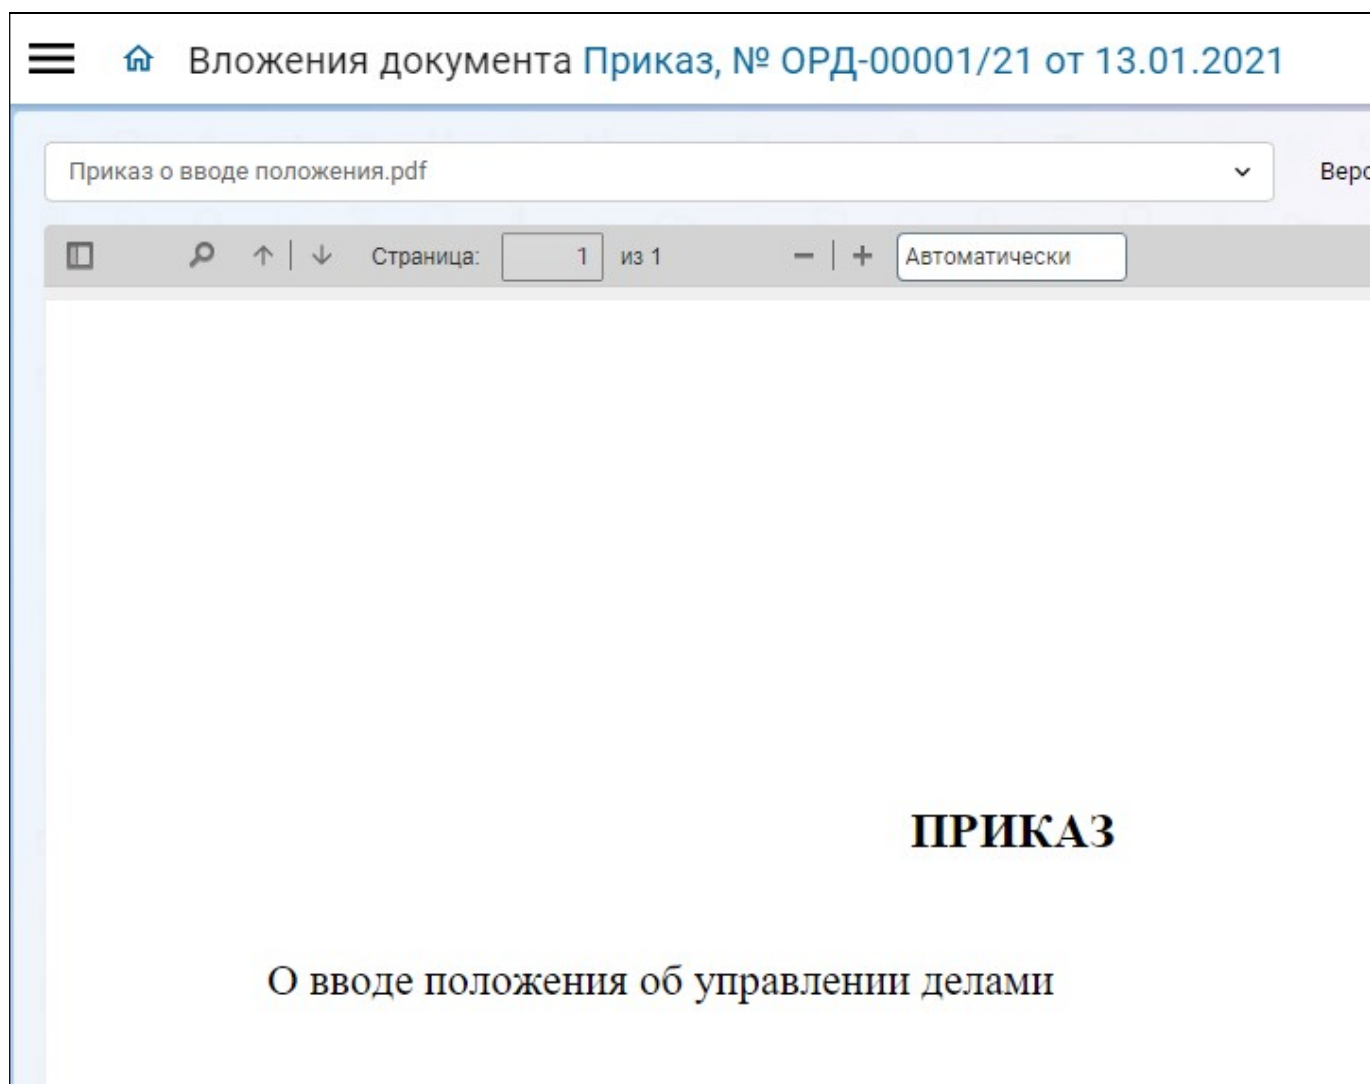 Вложения документа Приказ, № ОРД-00001/21 от 13.01.2021
Приказ о вводе положения.pdf
Страница: 1 из 1 Автоматически
ПРИКАЗ
О вводе положения об управлении делами